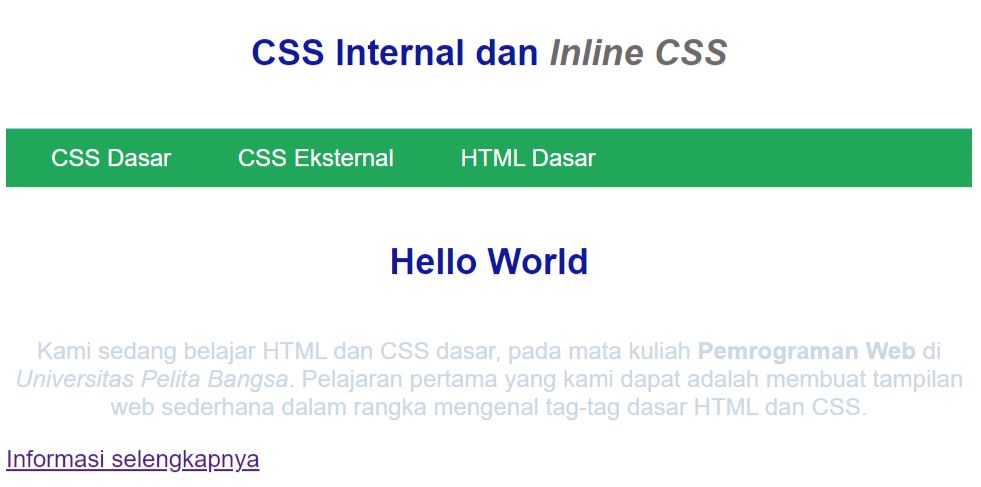 CSS Internal dan Inline CSS
CSS Dasar CSS Eksternal HTML Dasar
Hello World
Kami sedang belajar HTML dan CSS dasar, pada mata kuliah Pemrograman Web di
Universitas Pelita Bangsa. Pelajaran pertama yang kami dapat adalah membuat tampilan
web sederhana dalam rangka mengenal tag-tag dasar HTML dan CSS.
Informasi selengkapnya